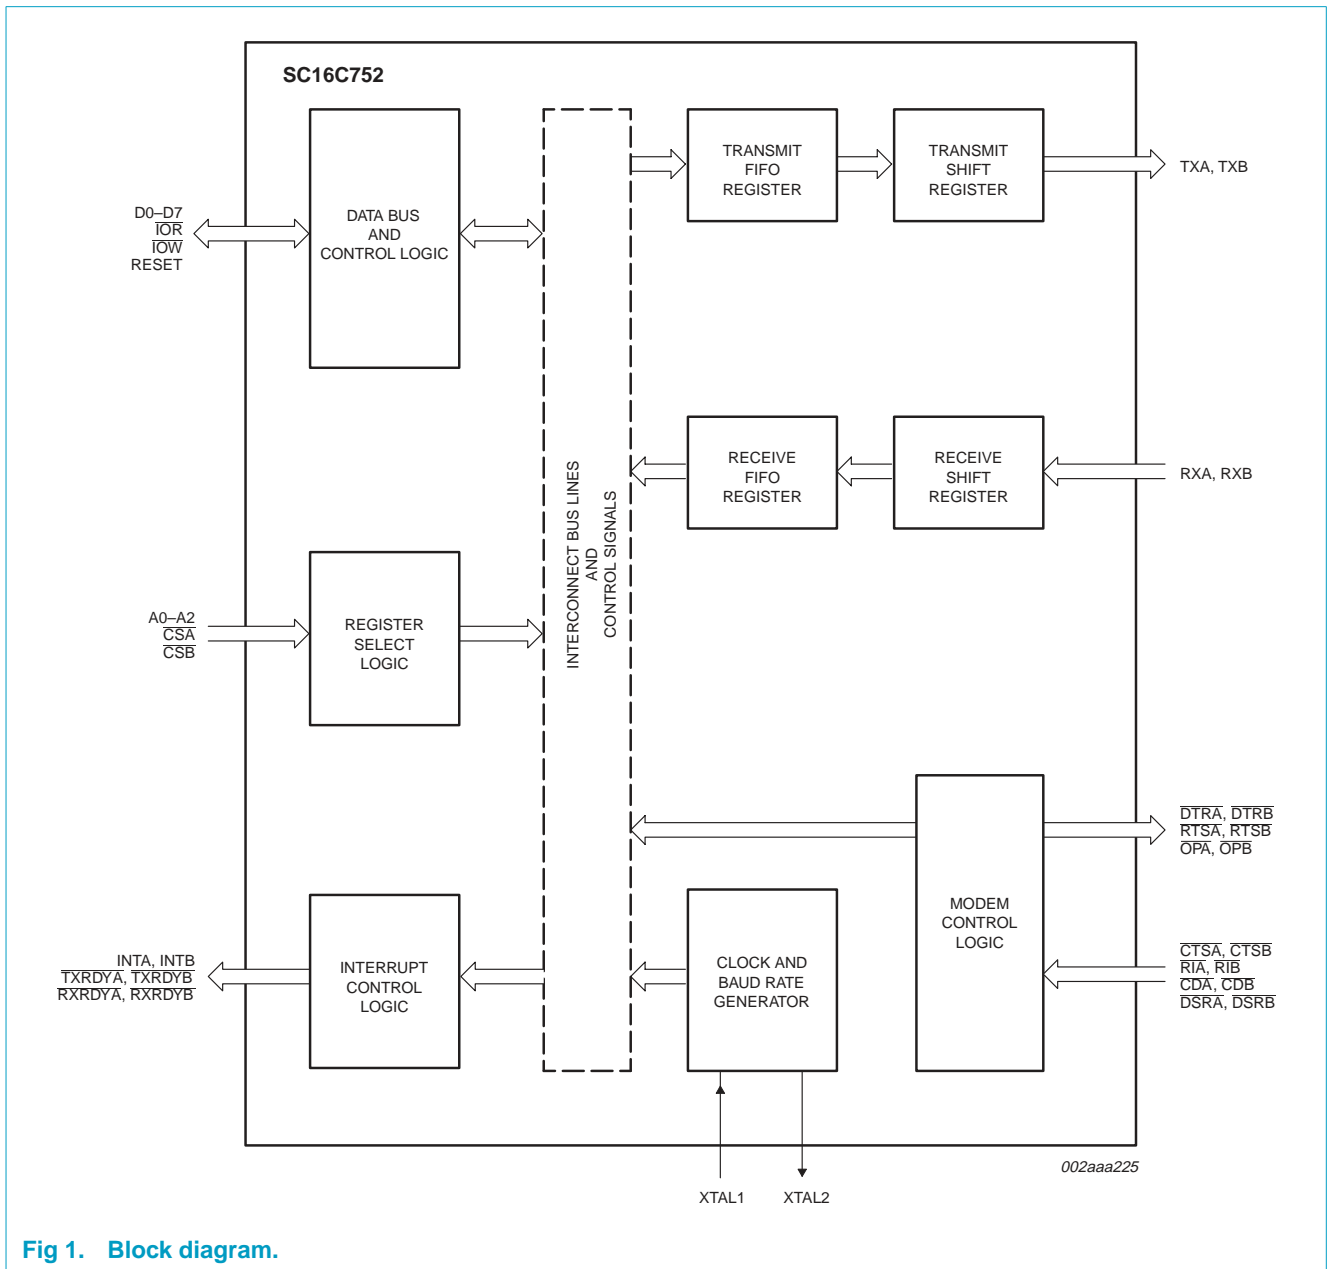 SC16C752
D0–D7
IOR
IOW
RESET
DATA BUS
AND
CONTROL LOGIC
TRANSMIT
FIFO
REGISTER
TRANSMIT
SHIFT
REGISTER
TXA, TXB
INTERCONNECT BUS LINES
AND
CONTROL SIGNALS
RECEIVE
FIFO
REGISTER
RECEIVE
SHIFT
REGISTER
RXA, RXB
A0–A2
CSA
CSB
REGISTER
SELECT
LOGIC
DTRA, DTRB
RTSA, RTSB
OPA, OPB
MODEM
CONTROL
LOGIC
CTSA, CTSB
RIA, RIB
CDA, CDB
DSRA, DSRB
INTA, INTB
TXRDYA, TXRDYB
RXRDYA, RXRDYB
INTERRUPT
CONTROL
LOGIC
CLOCK AND
BAUD RATE
GENERATOR
XTAL1
XTAL2
002aaa225
Fig 1. Block diagram.